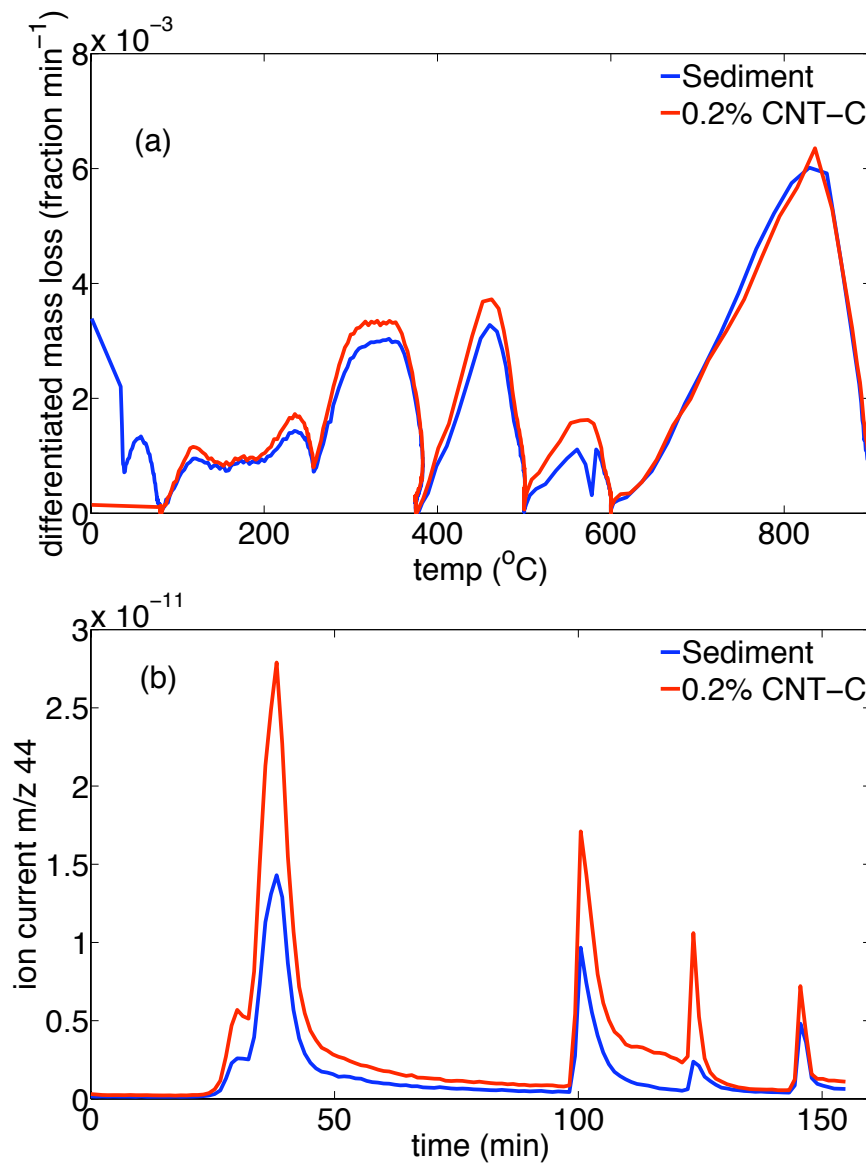 8 x 10⁻³
Sediment
0.2% CNT−C
(a)
6
4
2
0
differentiated mass loss (fraction min⁻¹)
0 200 400 600 800
temp (°C)
3 x 10⁻¹¹
Sediment
0.2% CNT−C
(b)
2.5
2
1.5
1
0.5
0
ion current m/z 44
0 50 100 150
time (min)